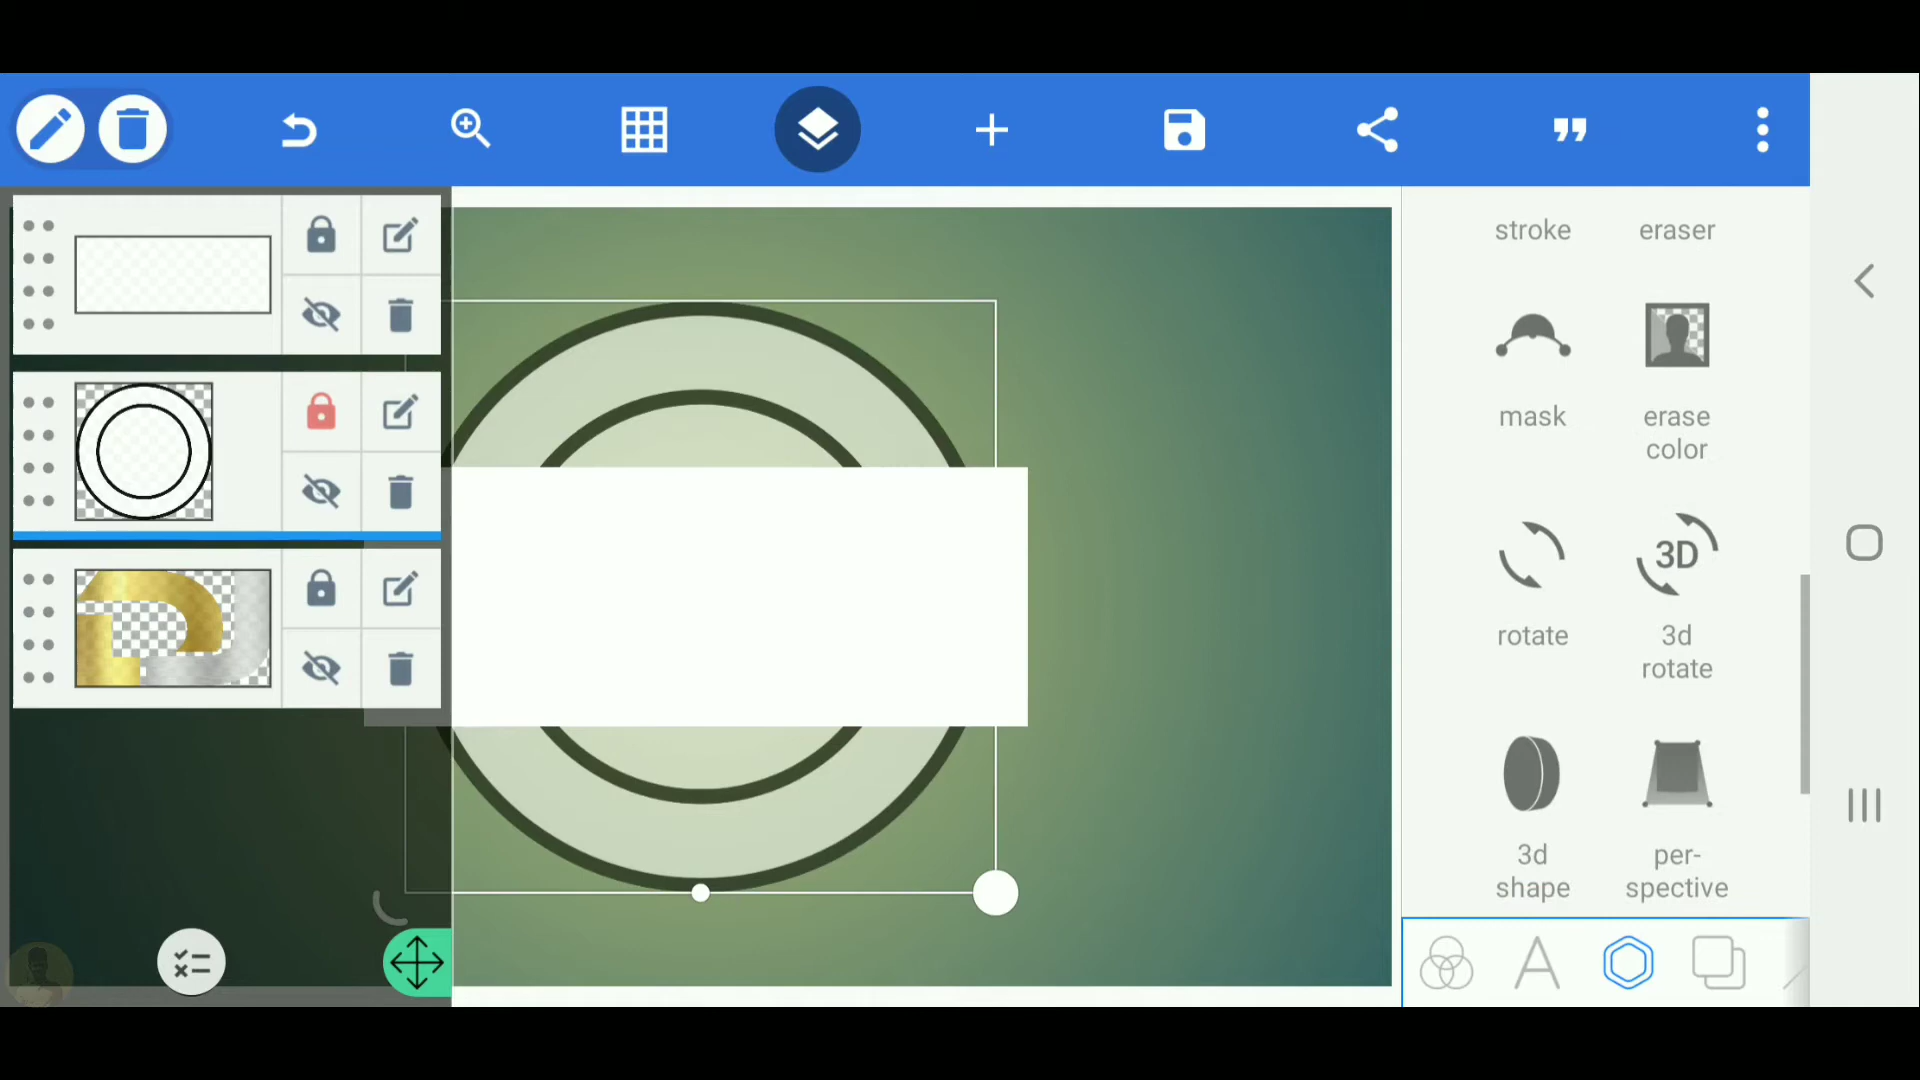 stroke
eraser
mask
erase
color
3D
rotate
3d
rotate
3d
shape
per-
spective